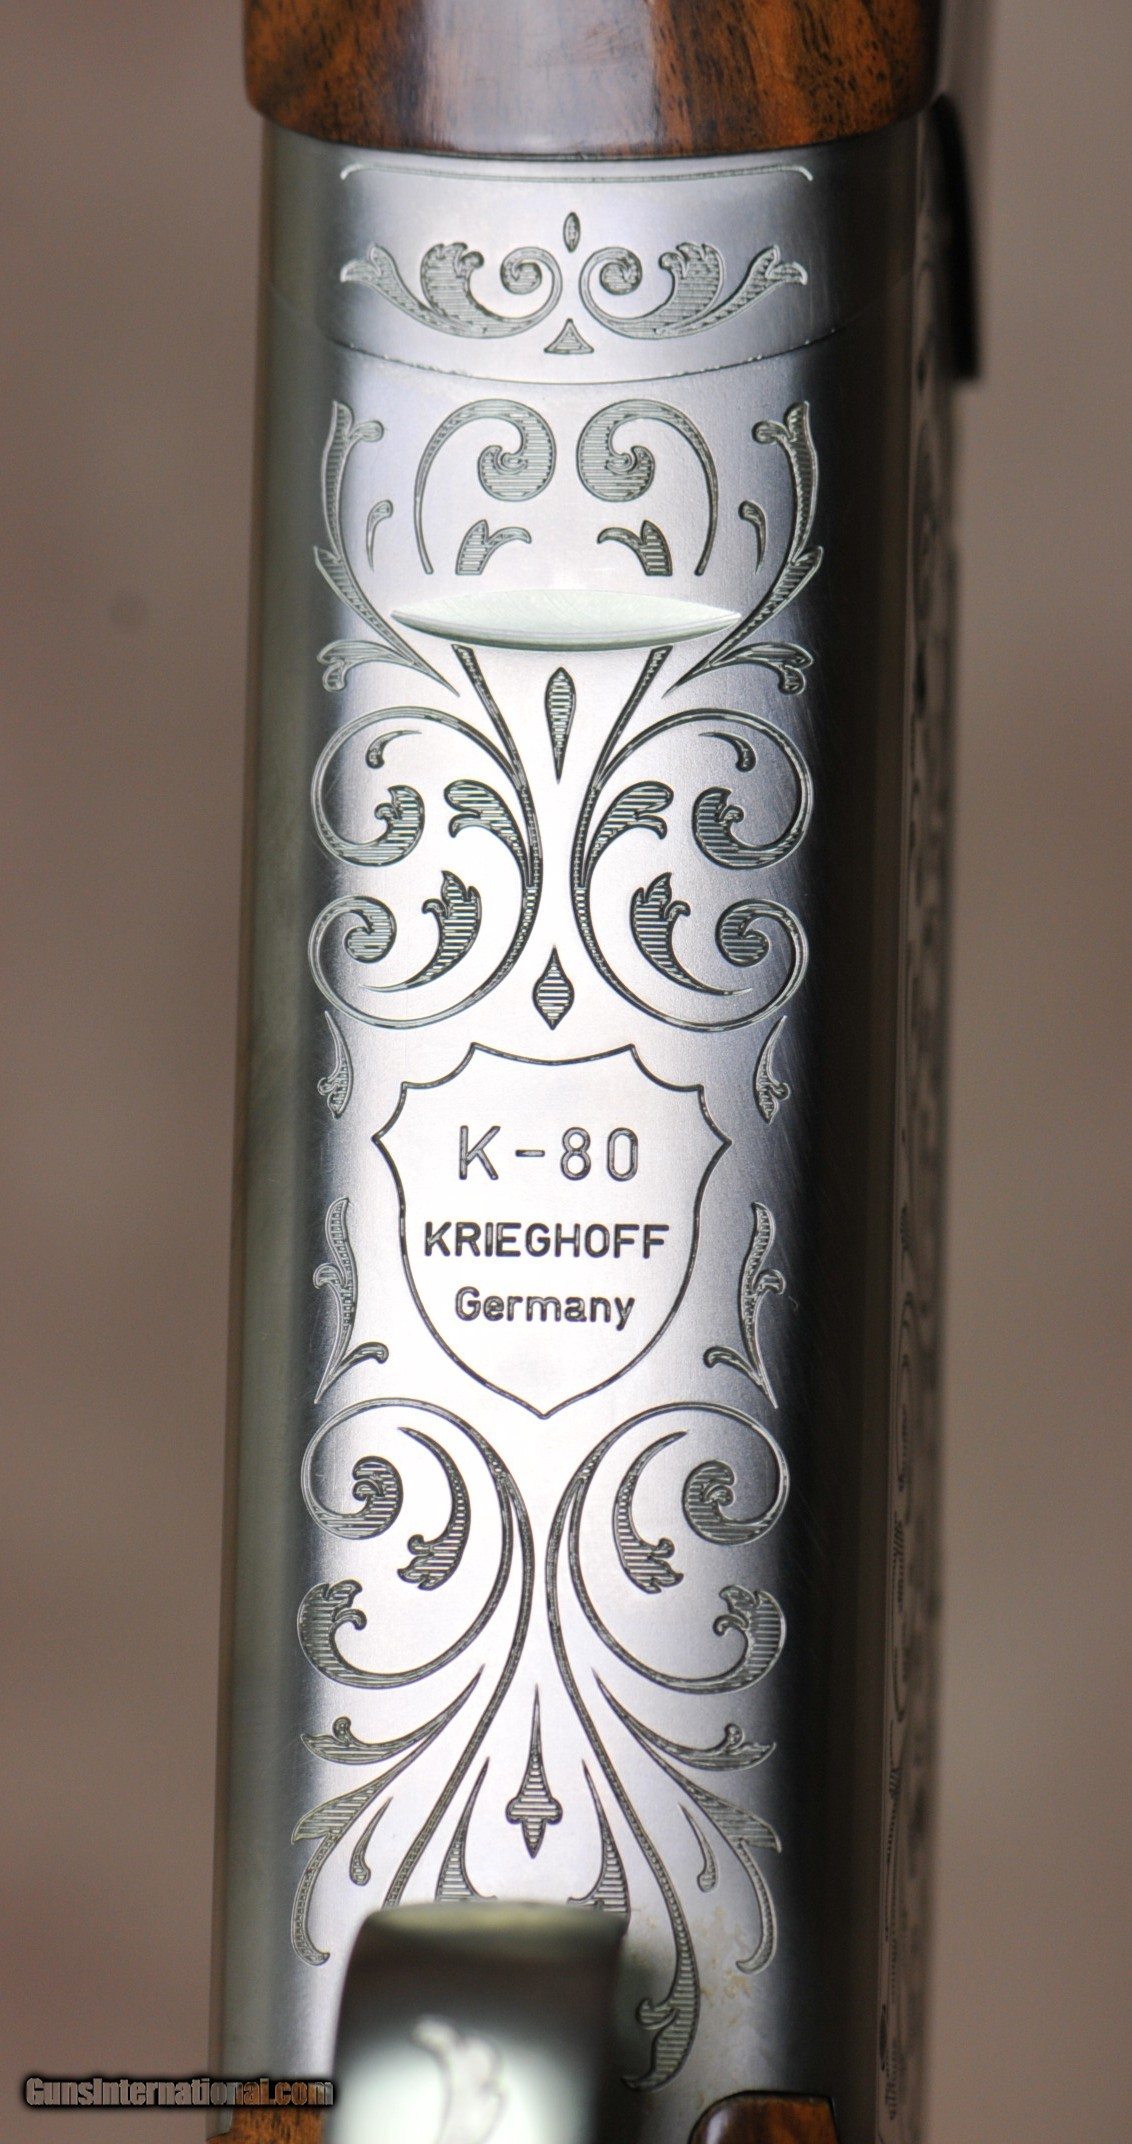 K-80
KRIEGHOFF
Germany
GunsInternational.com